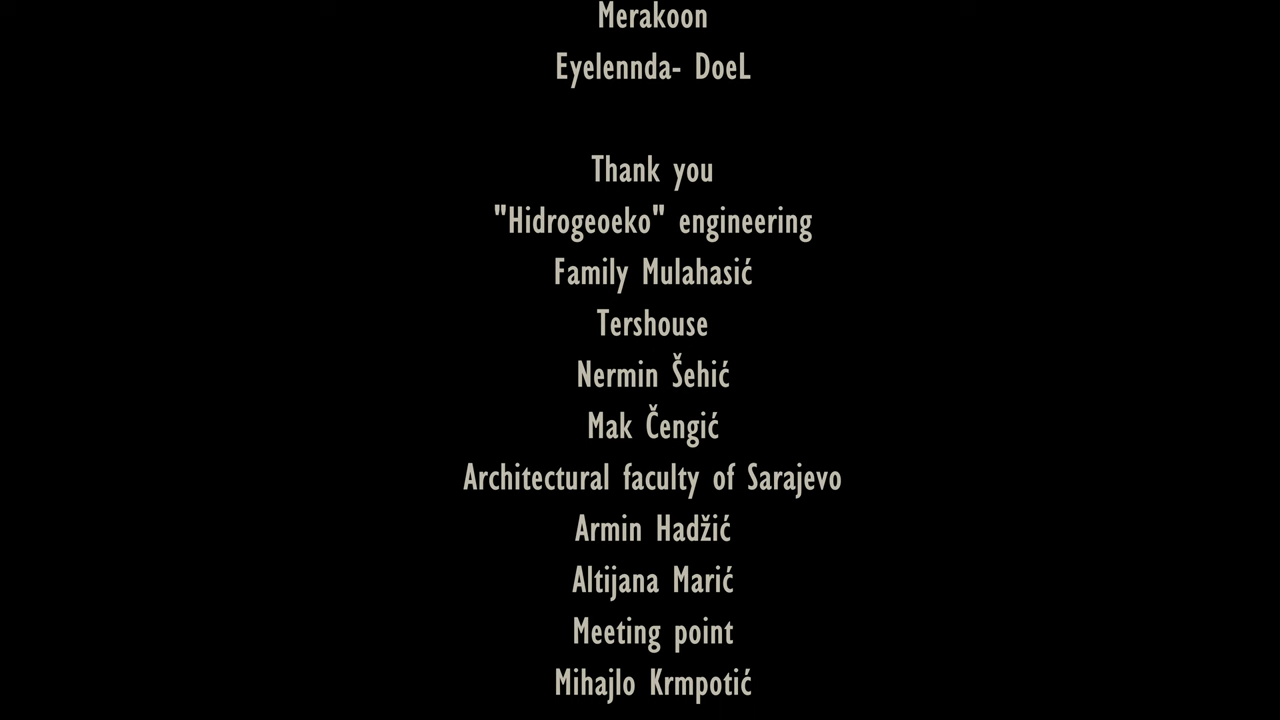 Merakoon
Eyelennda- DoeL
Thank you
"Hidrogeoeko" engineering
Family Mulahasić
Tershouse
Nermin Šehić
Mak Čengić
Architectural faculty of Sarajevo
Armin Hadžić
Altijana Marić
Meeting point
Mihajlo Krmpotić